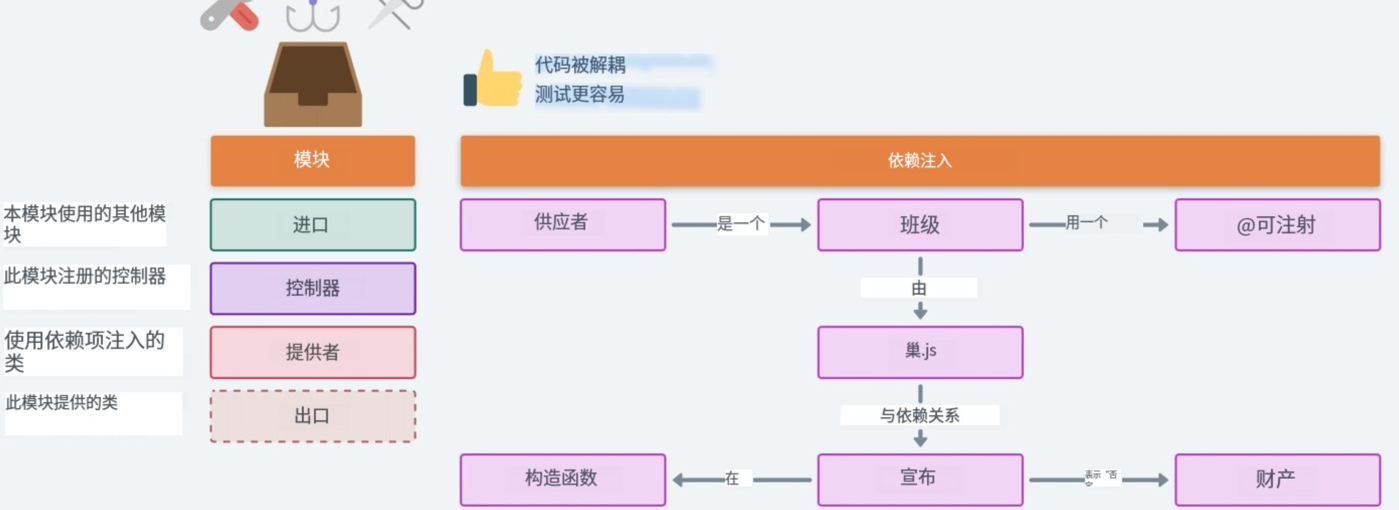 代码被解耦
测试更容易
模块
依赖注入
本模块使用的其他模
块
进口
供应者
是一个
班级
用一个
@可注射
此模块注册的控制器
控制器
由
使用依赖项注入的
类
提供者
巢.js
此模块提供的类
出口
与依赖关系
构造函数
在
宣布
表示
财产